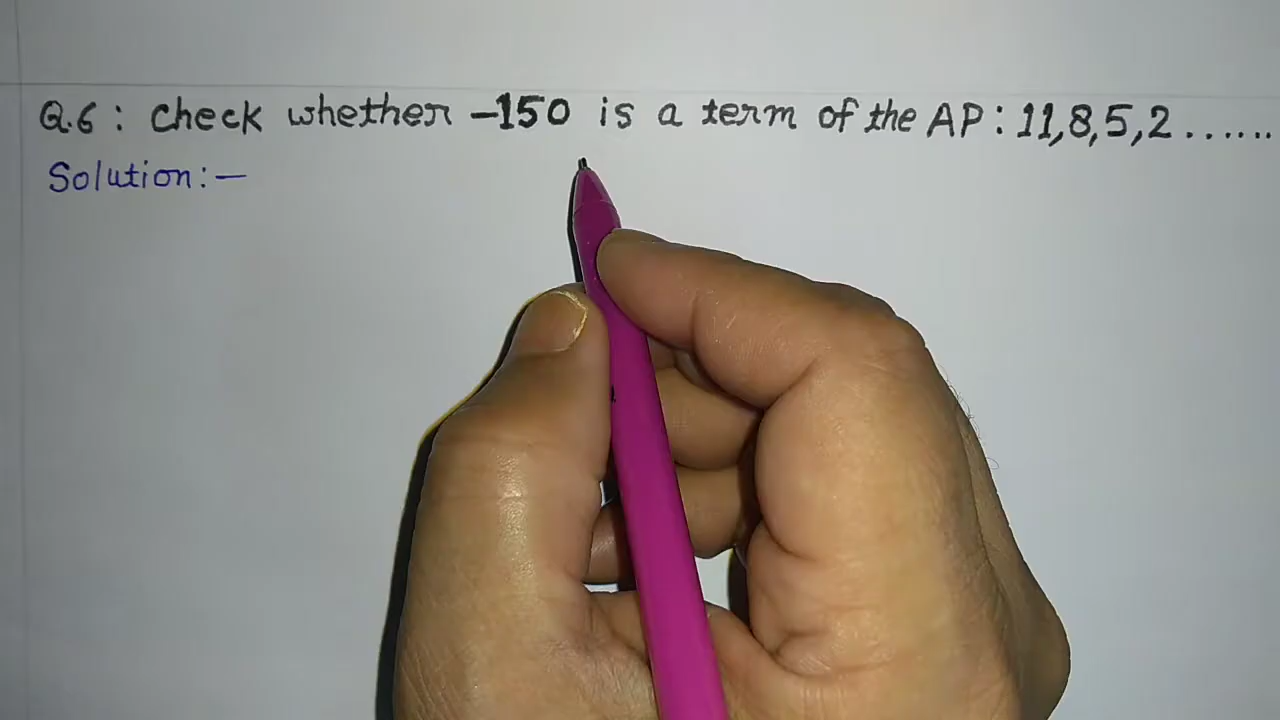 Q.6 : Check whether -150 is a term of the AP : 11,8,5,2......
Solution:-